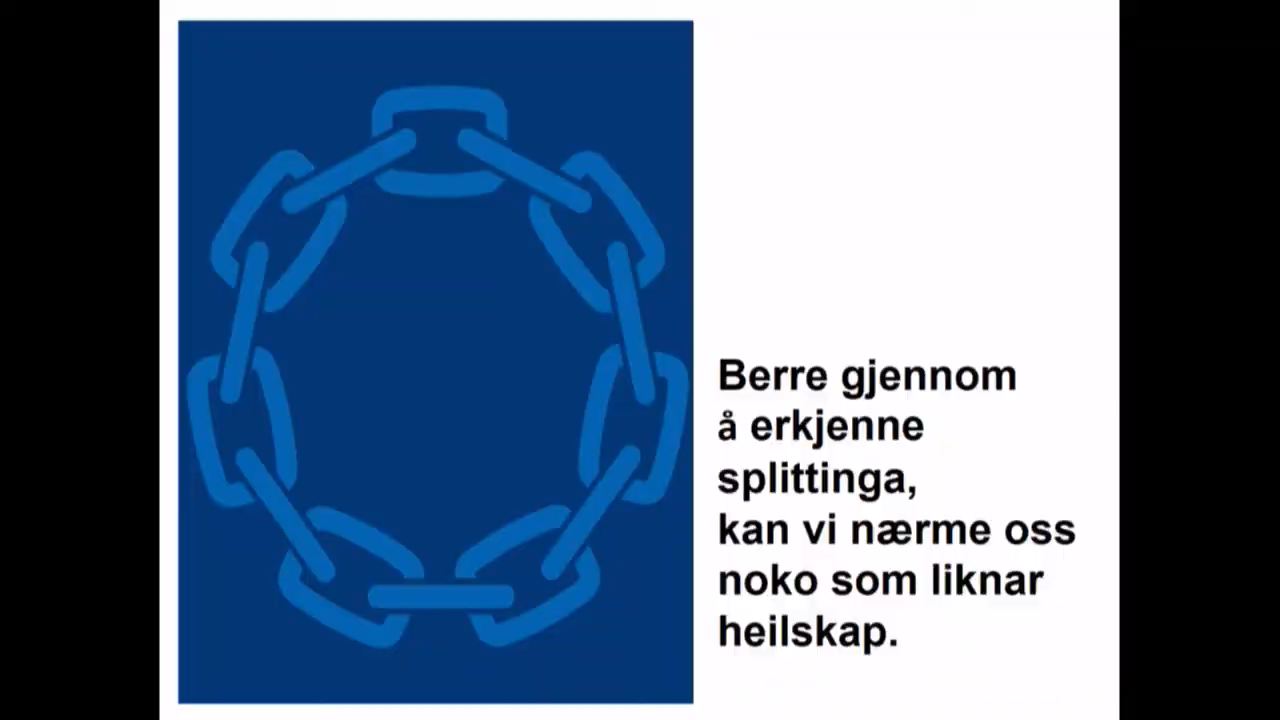 Berre gjennom
å erkjenne
splittinga,
kan vi nærme oss
noko som liknar
heilskap.